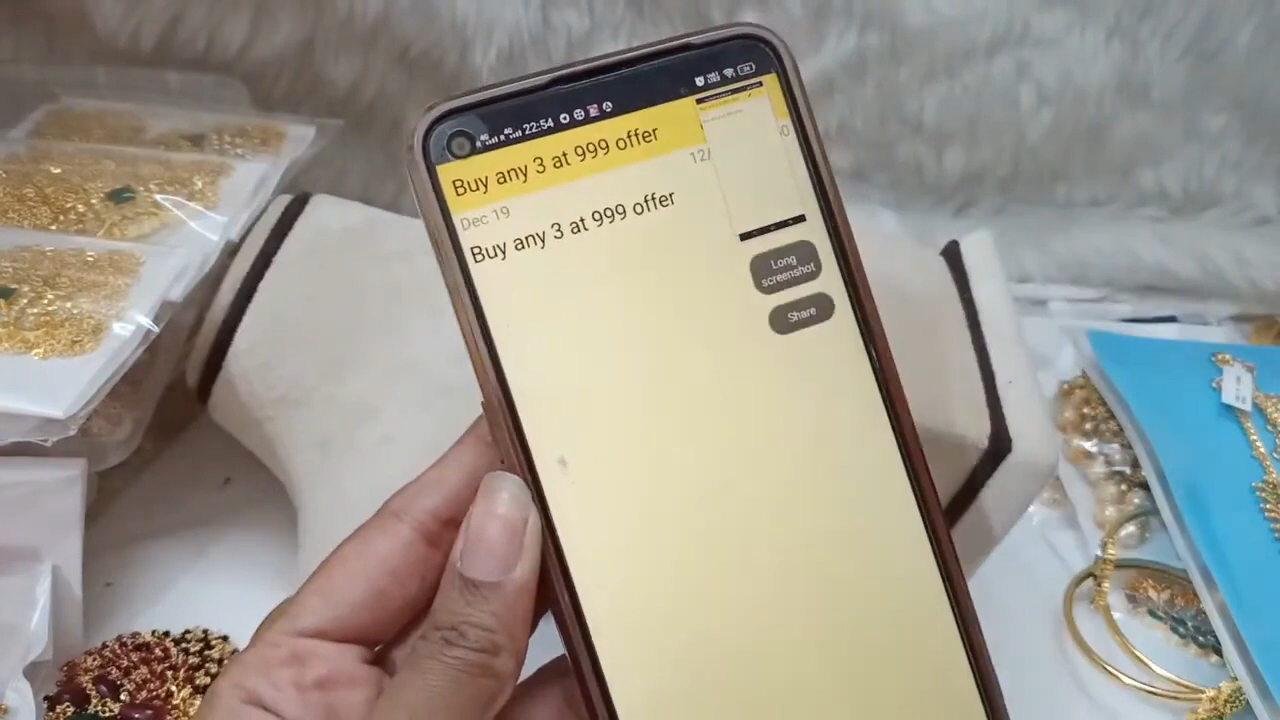 22:54
Buy any 3 at 999 offer
Dec 19
12/
Buy any 3 at 999 offer
Long
screenshot
Share